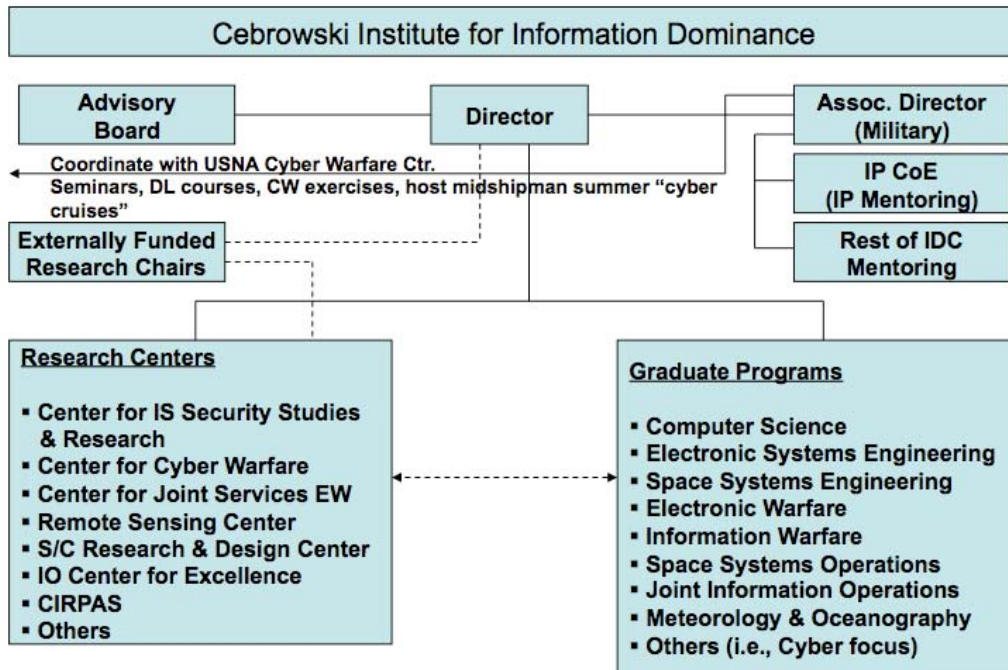 Cebrowski Institute for Information Dominance
Advisory
Board
Director
Assoc. Director
(Military)
Coordinate with USNA Cyber Warfare Ctr.
Seminars, DL courses, CW exercises, host midshipman summer “cyber
cruises”
IP CoE
(IP Mentoring)
Externally Funded
Research Chairs
Rest of IDC
Mentoring
Research Centers
▪ Center for IS Security Studies
& Research
▪ Center for Cyber Warfare
▪ Center for Joint Services EW
▪ Remote Sensing Center
▪ S/C Research & Design Center
▪ IO Center for Excellence
▪ CIRPAS
▪ Others
Graduate Programs
▪ Computer Science
▪ Electronic Systems Engineering
▪ Space Systems Engineering
▪ Electronic Warfare
▪ Information Warfare
▪ Space Systems Operations
▪ Joint Information Operations
▪ Meteorology & Oceanography
▪ Others (i.e., Cyber focus)